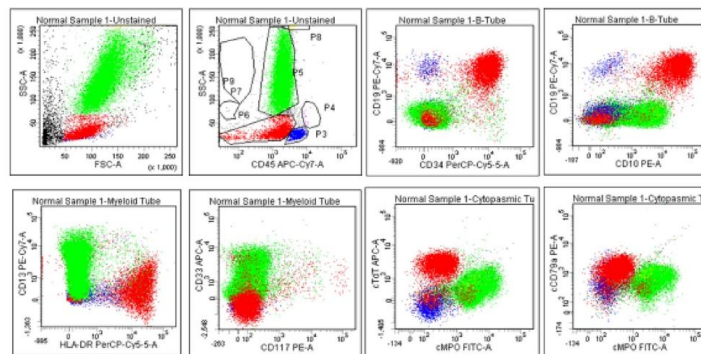 Normal Sample 1-Unstained
SSC-A
(x 1,000)
250
200
150
100
50
50 100 150 200 250
FSC-A
(x 1,000)
Normal Sample 1-Unstained
SSC-A
(x 1,000)
250
200
150
100
50
P8
P5
P9
P7
P6
P4
P3
CD45 APC-Cy7-A
Normal Sample 1-B-Tube
CD19 PE-Cy7-A
CD34 PerCP-Cy5-5-A
Normal Sample 1-B-Tube
CD19 PE-Cy7-A
CD10 PE-A
Normal Sample 1-Myeloid Tube
CD13 PE-Cy7-A
HLA-DR PerCP-Cy5-5-A
Normal Sample 1-Myeloid Tube
CD33 APC-A
CD117 PE-A
Normal Sample 1-Cytopasmic Tu
cTdT APC-A
cMPO FITC-A
Normal Sample 1-Cytopasmic T
cCD79a PE-A
cMPO FITC-A